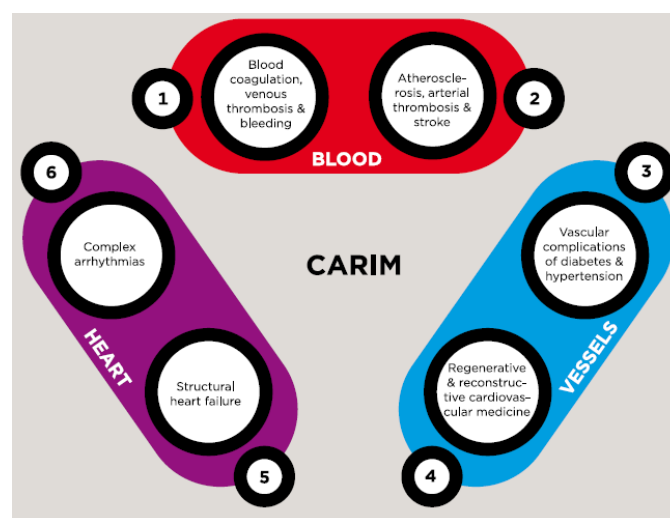 1
Blood
coagulation,
venous
thrombosis &
bleeding
Atheroscle-
rosis, arterial
thrombosis &
stroke
2
BLOOD
3
Vascular
complications
of diabetes &
hypertension
VESSELS
Regenerative
& reconstruc-
tive cardiovas-
cular medicine
4
5
Structural
heart failure
HEART
Complex
arrhythmias
6
CARIM